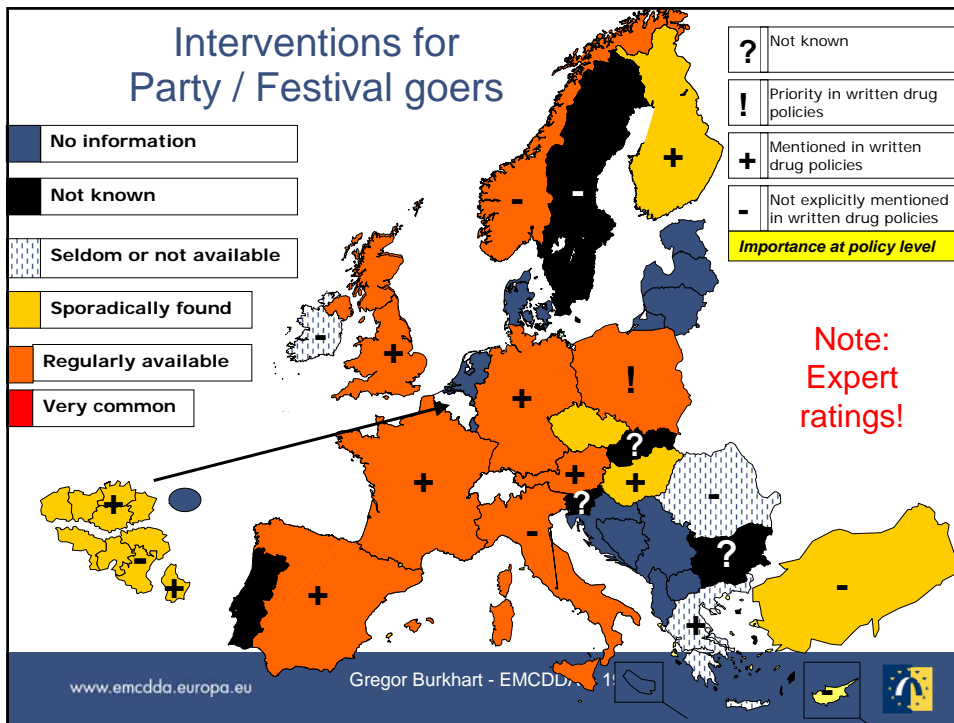 Interventions for
Party / Festival goers
No information
Not known
Seldom or not available
Sporadically found
Regularly available
Very common
? Not known
! Priority in written drug
policies
+ Mentioned in written
drug policies
- Not explicitly mentioned
in written drug policies
Importance at policy level
Note:
Expert
ratings!
+
-
-
-
+
!
+
?
+
+
+
?
-
-
?
+
-
+
-
+
+
-
+
-
www.emcdda.europa.eu
Gregor Burkhart - EMCDDA 19